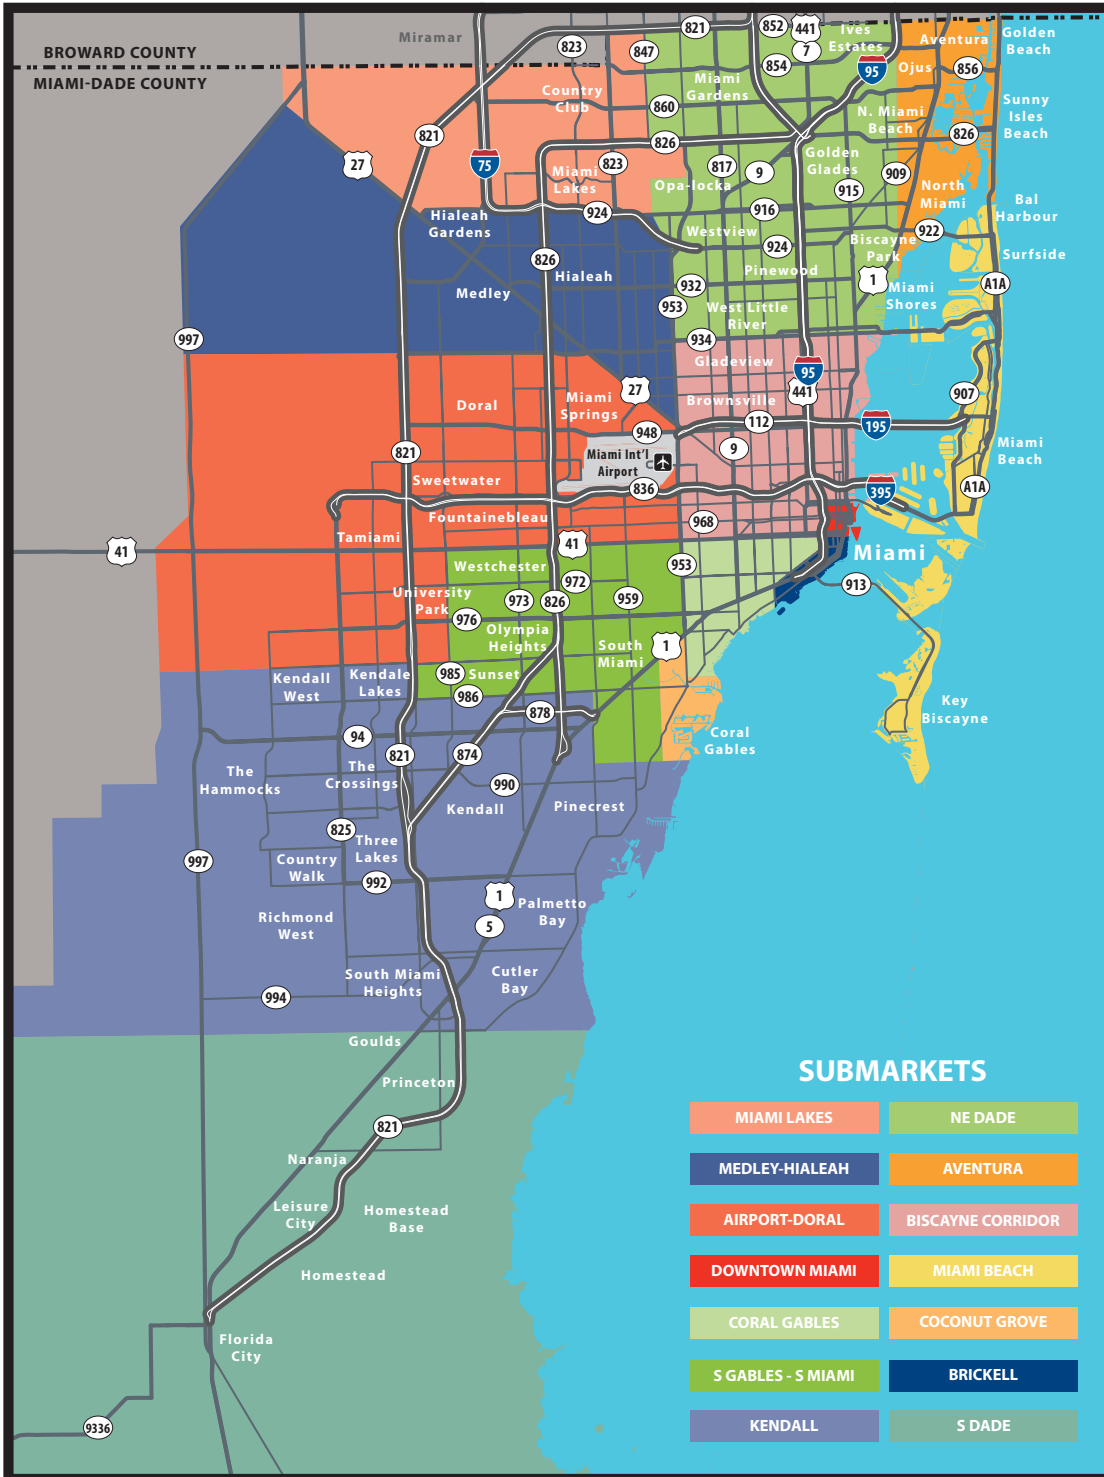 Miramar
821
852
441
7
Ives
Estates
Aventura
Golden
Beach
BROWARD COUNTY
MIAMI-DADE COUNTY
823
847
854
95
Ojus
856
Miami
Gardens
Country
Club
860
N. Miami
Beach
Sunny
Isles
Beach
821
826
826
27
75
823
Miami
Lakes
817
9
Golden
Glades
909
915
Opa-locka
North
Miami
Bal
Harbour
Hialeah
Gardens
924
916
Westview
922
924
Biscayne
Park
Surfside
826
Hialeah
Pinewood
Medley
932
1
Miami
Shores
A1A
953
West Little
River
997
934
Gladeview
95
27
441
907
Doral
Miami
Springs
Brownsville
112
195
948
821
Miami Int'l
Airport
9
Miami
Beach
Sweetwater
836
395
A1A
Fountainebleau
968
Tamiami
41
41
Miami
Westchester
953
972
913
University
Park
973
826
959
976
Olympia
Heights
South
Miami
1
985
Sunset
986
Kendall
West
Kendale
Lakes
878
Key
Biscayne
94
821
874
Coral
Gables
The
Hammocks
The
Crossings
990
Kendall
Pinecrest
825
Three
Lakes
997
Country
Walk
992
1
5
Palmetto
Bay
Richmond
West
South Miami
Heights
Cutler
Bay
994
Goulds
Princeton
821
Naranja
Leisure
City
Homestead
Base
Homestead
Florida
City
9336
SUBMARKETS
MIAMI LAKES
NE DADE
MEDLEY-HIALEAH
AVENTURA
AIRPORT-DORAL
BISCAYNE CORRIDOR
DOWNTOWN MIAMI
MIAMI BEACH
CORAL GABLES
COCONUT GROVE
S GABLES - S MIAMI
BRICKELL
KENDALL
S DADE